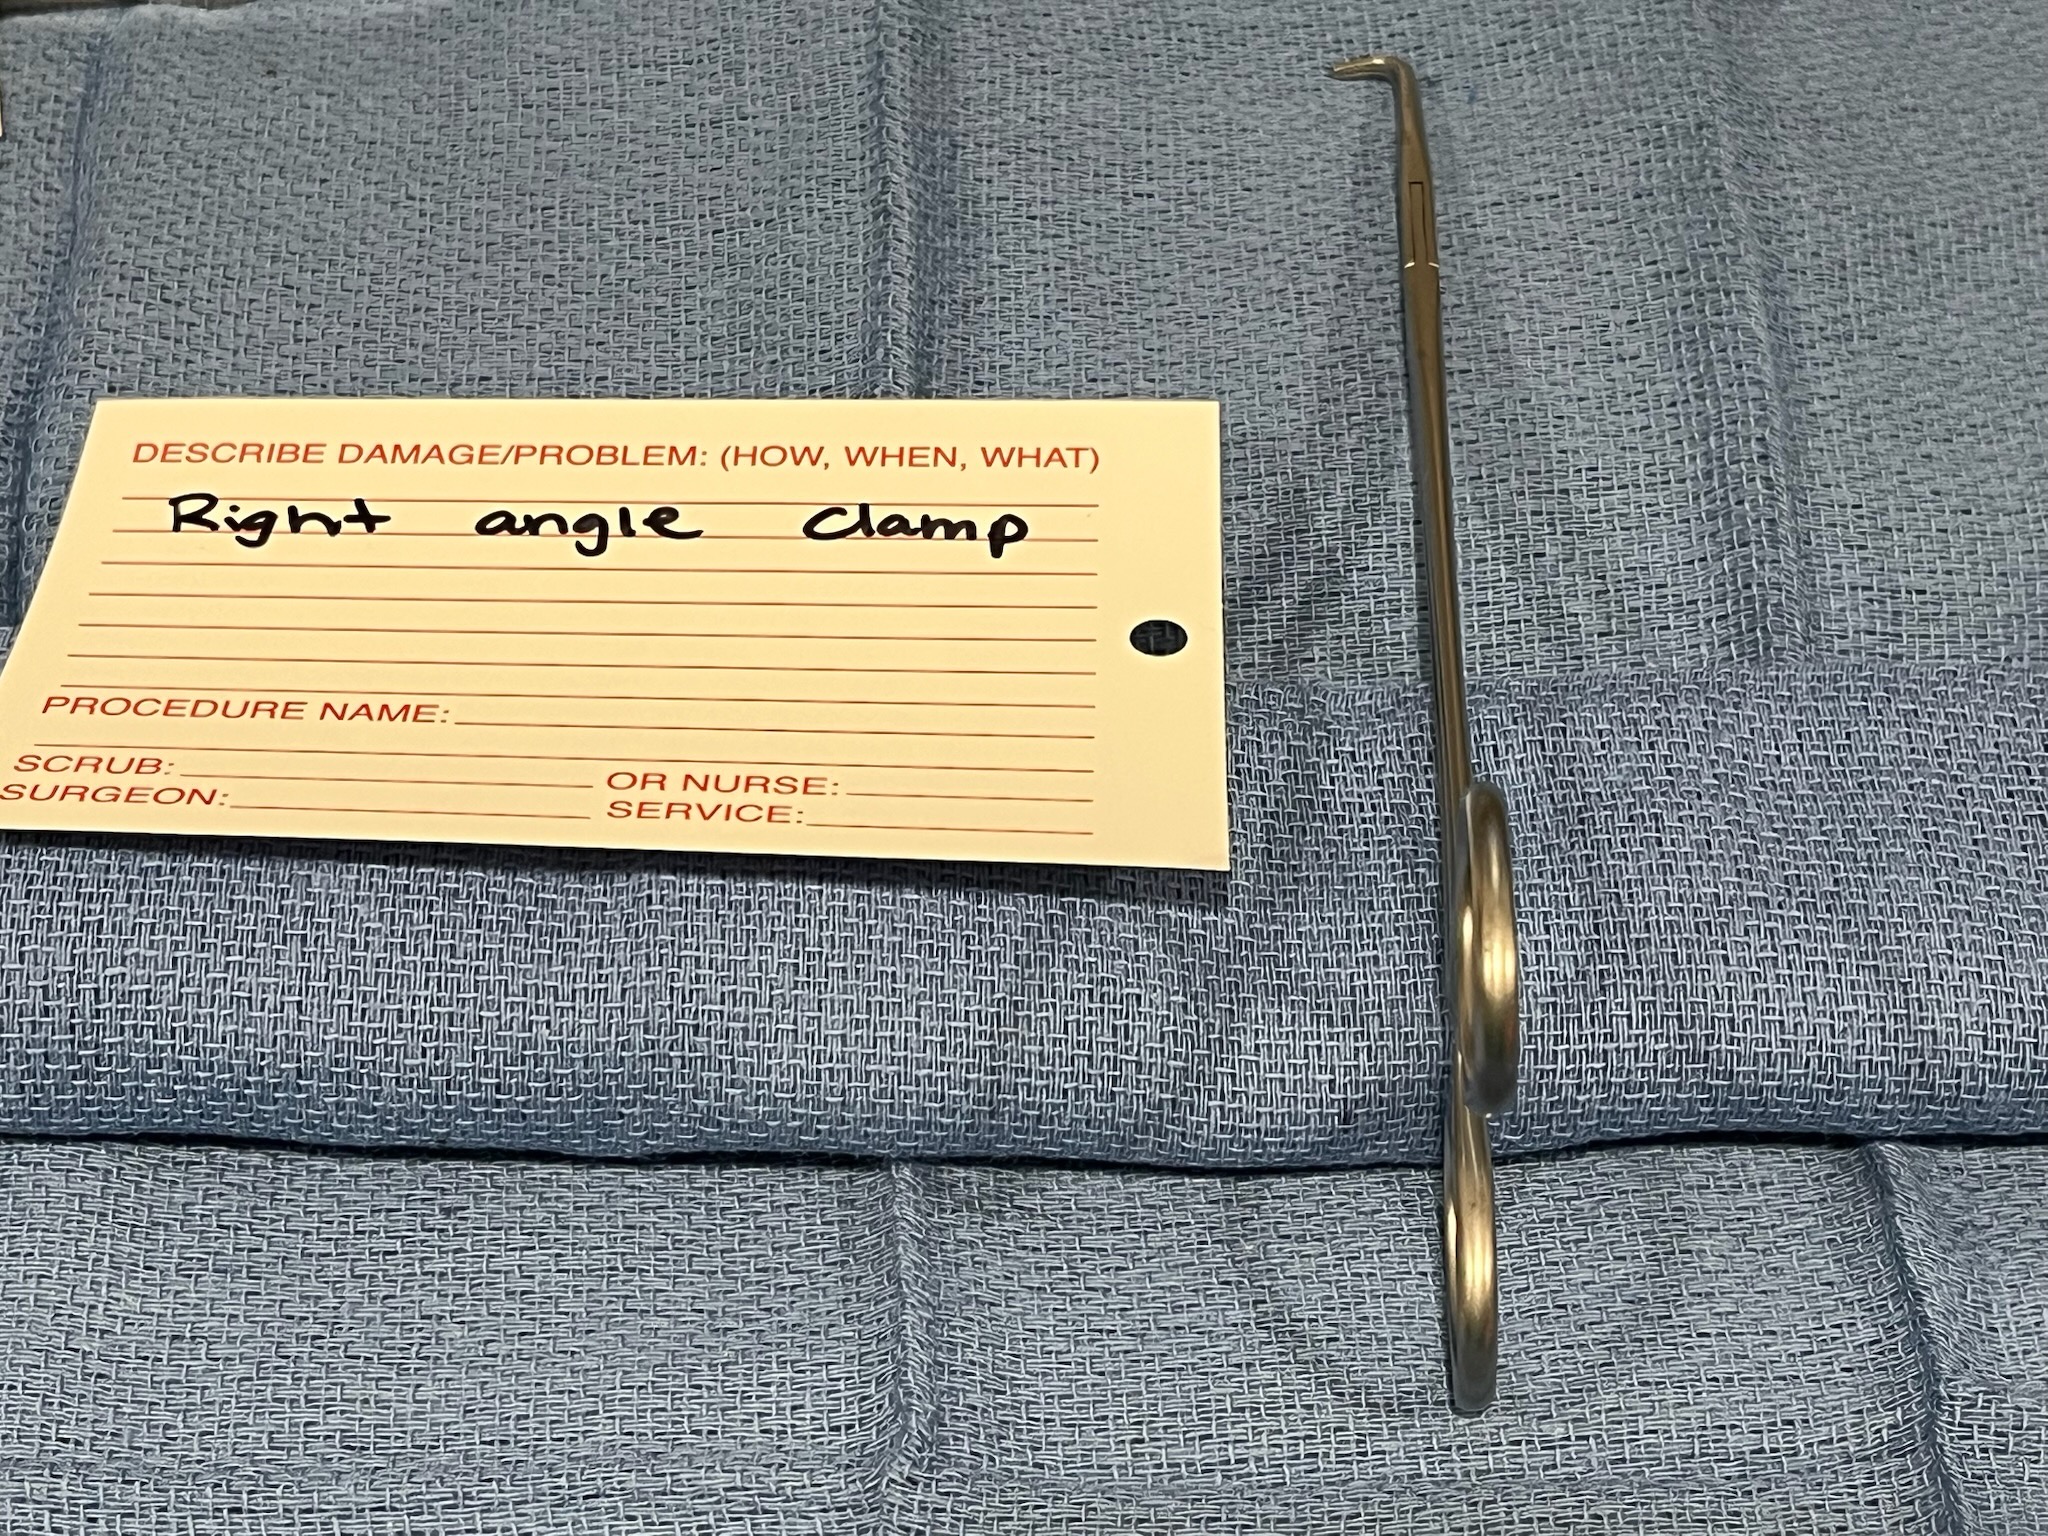 DESCRIBE DAMAGE/PROBLEM: (HOW, WHEN, WHAT)
Right angle clamp
PROCEDURE NAME:
SCRUB: OR NURSE:
SURGEON: SERVICE: